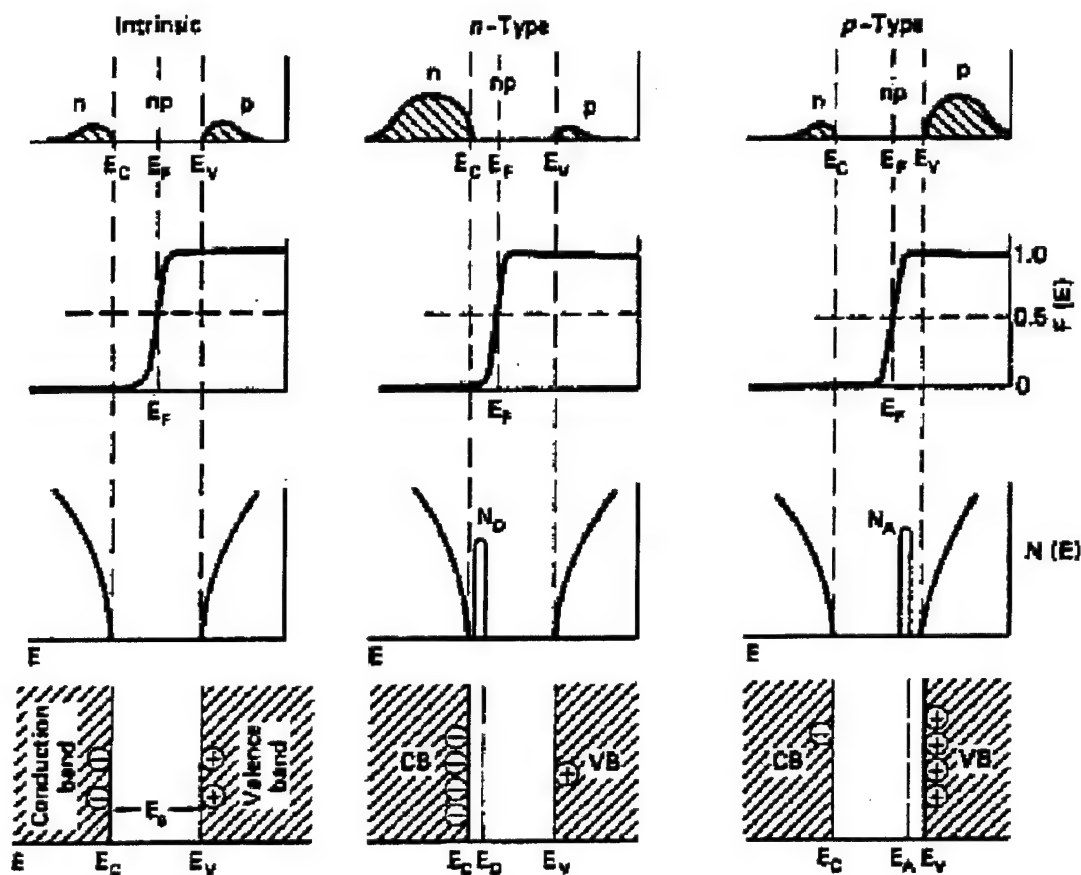 Intrinsic
n-Type
p-Type
n np p
n np p
n np p
E_C E_F E_V
E_C E_F E_V
E_C E_F E_V
1.0
0.5
0
F (E)
E_F
E_F
E_F
N_D
N_A
N (E)
E
E
E
Conduction band
Valence band
E_g
CB
VB
CB
VB
E
E_C E_V
E_C E_D E_V
E_C E_A E_V